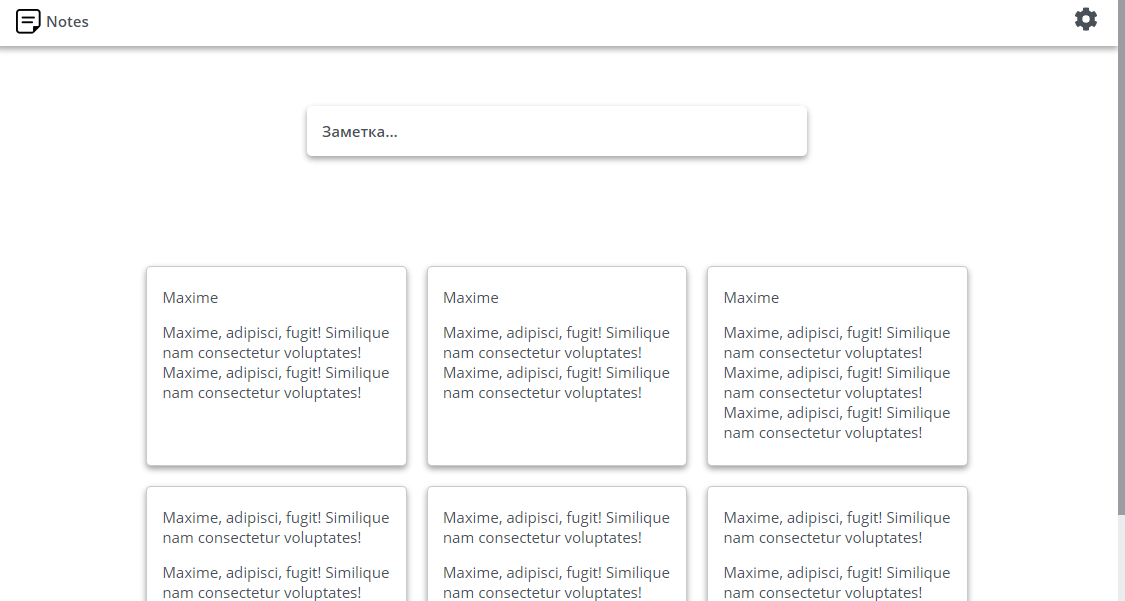 Notes
Заметка...
Maxime
Maxime, adipisci, fugit! Similique
nam consectetur voluptates!
Maxime, adipisci, fugit! Similique
nam consectetur voluptates!
Maxime
Maxime, adipisci, fugit! Similique
nam consectetur voluptates!
Maxime, adipisci, fugit! Similique
nam consectetur voluptates!
Maxime
Maxime, adipisci, fugit! Similique
nam consectetur voluptates!
Maxime, adipisci, fugit! Similique
nam consectetur voluptates!
Maxime, adipisci, fugit! Similique
nam consectetur voluptates!
Maxime, adipisci, fugit! Similique
nam consectetur voluptates!
Maxime, adipisci, fugit! Similique
nam consectetur voluptates!
Maxime, adipisci, fugit! Similique
nam consectetur voluptates!
Maxime, adipisci, fugit! Similique
nam consectetur voluptates!
Maxime, adipisci, fugit! Similique
nam consectetur voluptates!
Maxime, adipisci, fugit! Similique
nam consectetur voluptates!